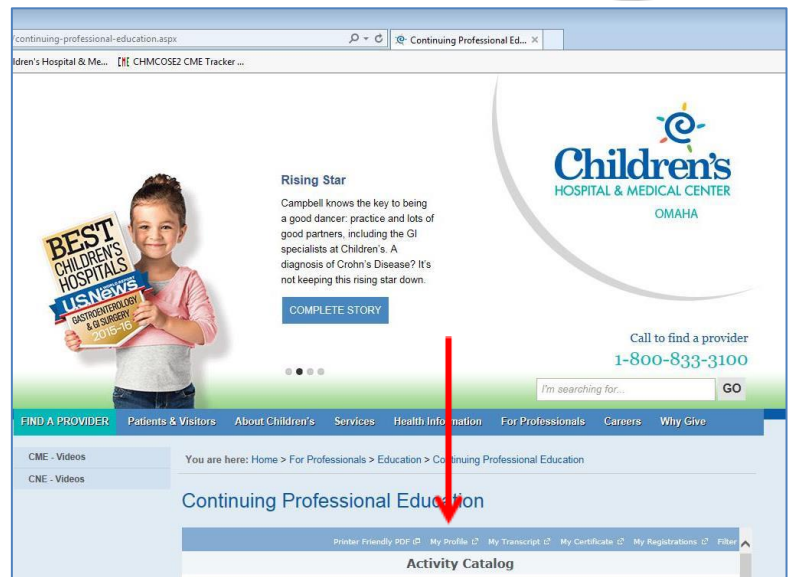 /continuing-professional-education.aspx
Continuing Professional Ed...
ldren's Hospital & Me...
CHMCOSE2 CME Tracker ...
BEST
CHILDREN'S
HOSPITALS
U.S.News
& WORLD REPORT
GASTROENTEROLOGY
& GI SURGERY
2015-16
Rising Star
Campbell knows the key to being
a good dancer: practice and lots of
good partners, including the GI
specialists at Children's. A
diagnosis of Crohn's Disease? It's
not keeping this rising star down.
COMPLETE STORY
Children's
HOSPITAL & MEDICAL CENTER
OMAHA
Call to find a provider
1-800-833-3100
I'm searching for...
GO
FIND A PROVIDER Patients & Visitors About Children's Services Health Information For Professionals Careers Why Give
CME - Videos
CNE - Videos
You are here: Home > For Professionals > Education > Continuing Professional Education
Continuing Professional Education
Printer Friendly PDF My Profile My Transcript My Certificate My Registrations Filter
Activity Catalog